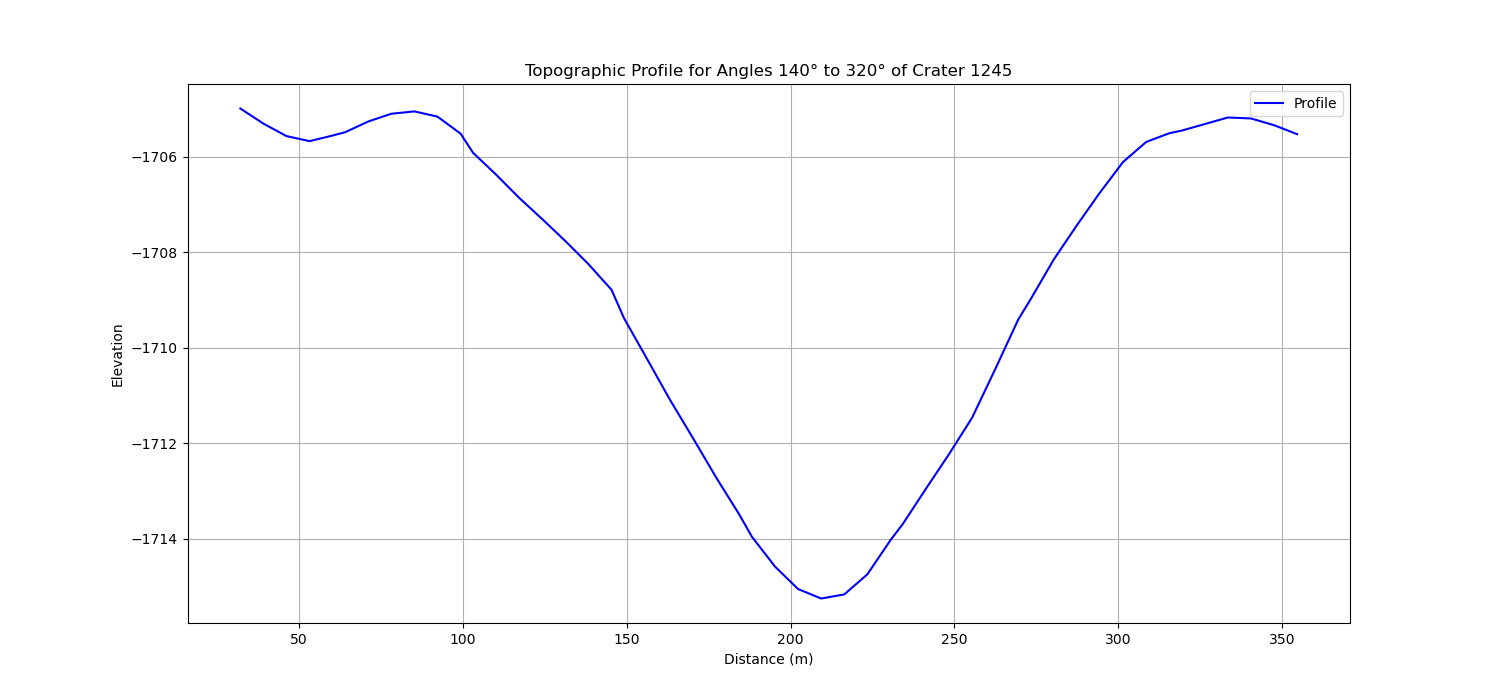 Topographic Profile for Angles 140° to 320° of Crater 1245
Profile
−1706
−1708
−1710
−1712
−1714
Elevation
50 100 150 200 250 300 350
Distance (m)